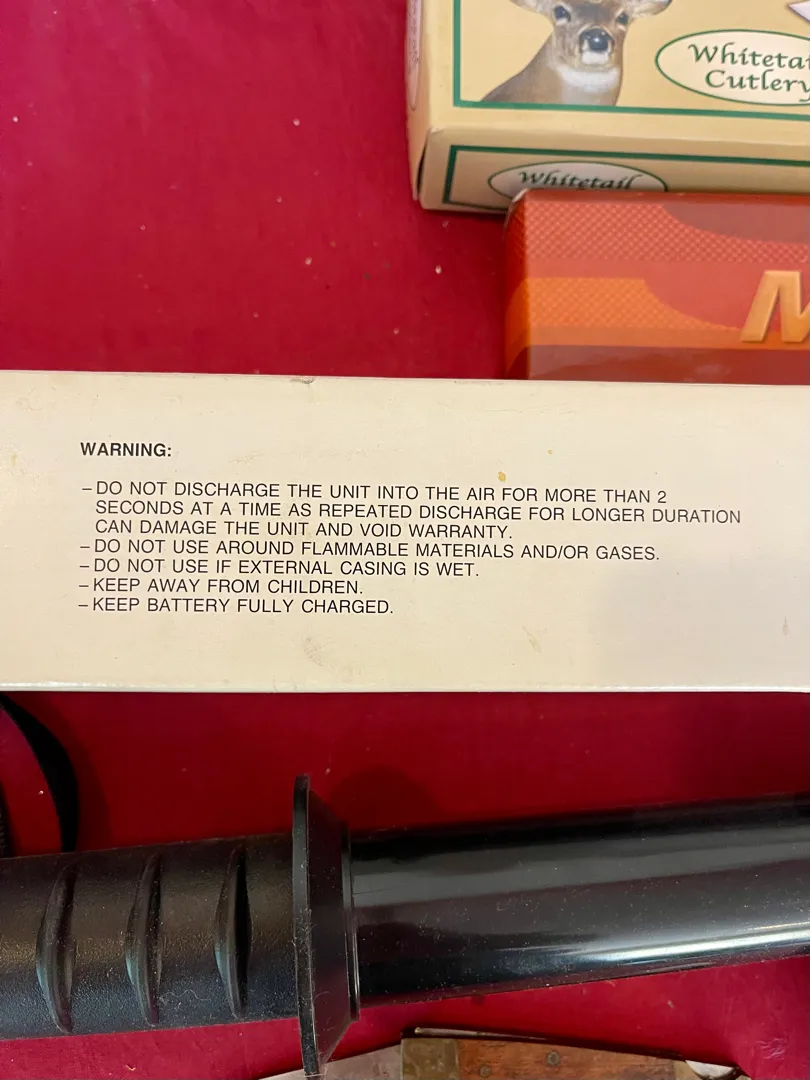 Whitetail
Cutlery
Whitetail
M
WARNING:
–DO NOT DISCHARGE THE UNIT INTO THE AIR FOR MORE THAN 2
SECONDS AT A TIME AS REPEATED DISCHARGE FOR LONGER DURATION
CAN DAMAGE THE UNIT AND VOID WARRANTY.
–DO NOT USE AROUND FLAMMABLE MATERIALS AND/OR GASES.
–DO NOT USE IF EXTERNAL CASING IS WET.
–KEEP AWAY FROM CHILDREN.
–KEEP BATTERY FULLY CHARGED.